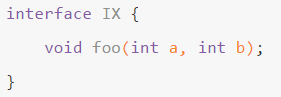 interface IX {
void foo(int a, int b);
}